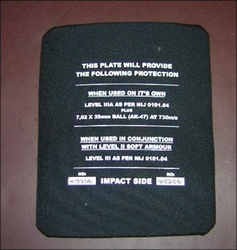 THIS PLATE WILL PROVIDE
THE FOLLOWING PROTECTION
WHEN USED ON IT'S OWN
LEVEL IIIA AS PER NIJ 0101.04
PLUS
7,62 X 39mm BALL (AK-47) AT 730m/s
WHEN USED IN CONJUNCTION
WITH LEVEL II SOFT ARMOUR
LEVEL III AS PER NIJ 0101.04
NO: NO:
IMPACT SIDE